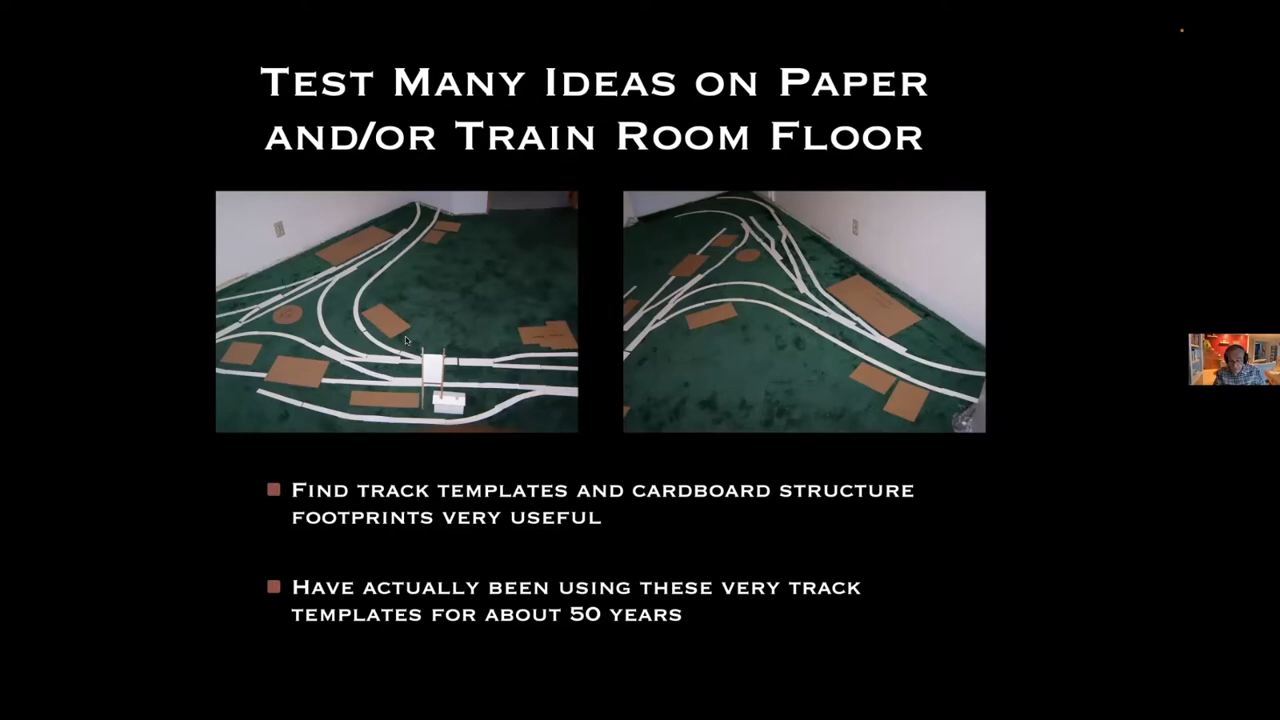 Test Many Ideas on Paper
and/or Train Room Floor
Find track templates and cardboard structure
footprints very useful
Have actually been using these very track
templates for about 50 years